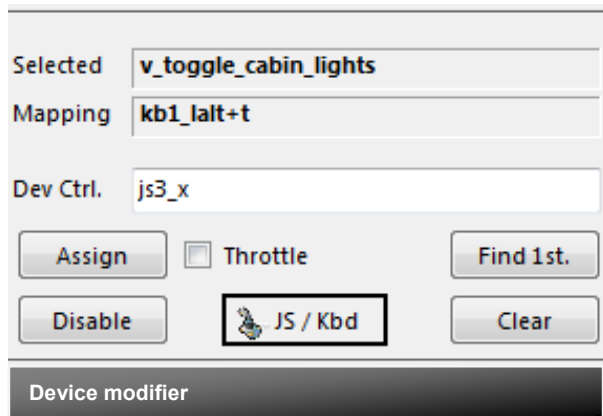 Selected v_toggle_cabin_lights
Mapping kb1_lalt+t
Dev Ctrl. js3_x
Assign Throttle Find 1st.
Disable JS / Kbd Clear
Device modifier